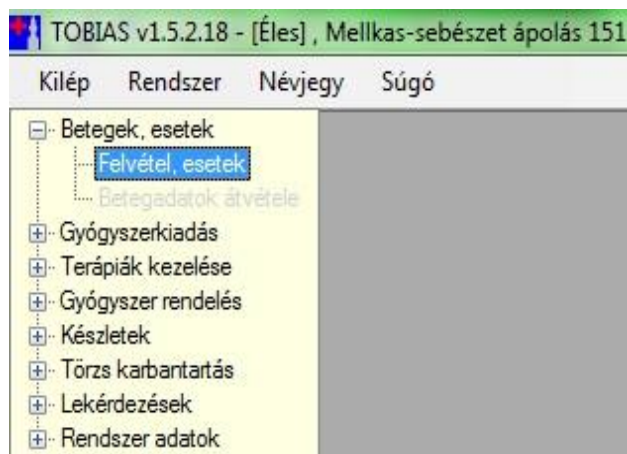 TOBIAS v1.5.2.18 - [Éles] , Mellkas-sebészet ápolás 151
Kilép Rendszer Névjegy Súgó
Betegek, esetek
Felvétel, esetek
Betegadatok átvétele
Gyógyszerkiadás
Terápiák kezelése
Gyógyszer rendelés
Készletek
Törzs karbantartás
Lekérdezések
Rendszer adatok